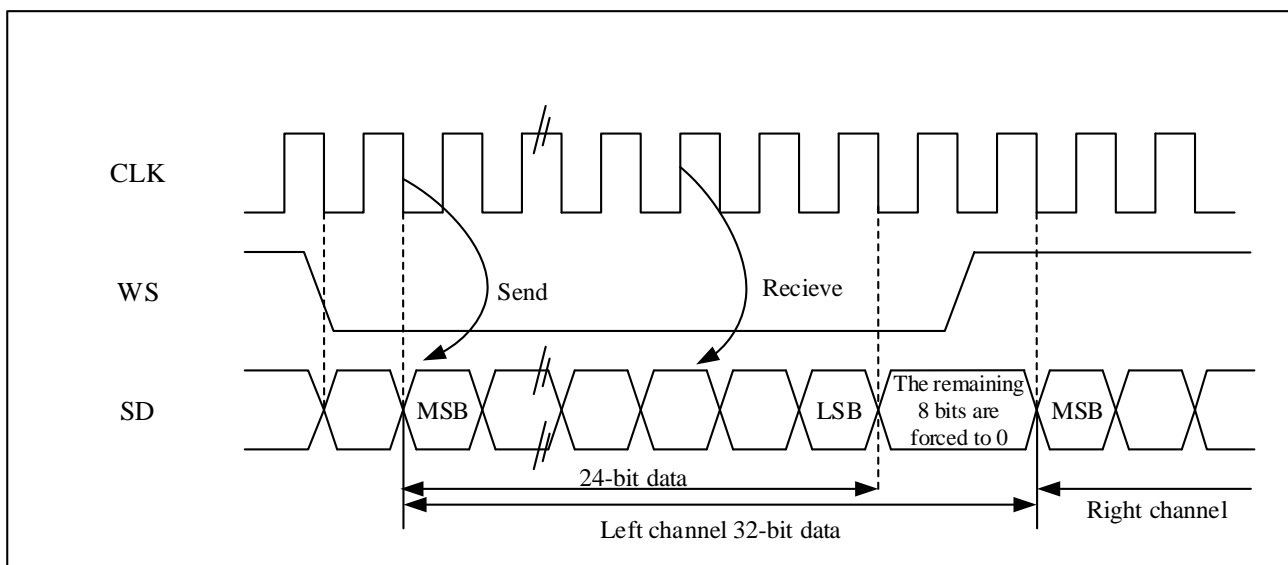 CLK
WS
Send
Recieve
SD
MSB
LSB
The remaining
8 bits are
forced to 0
MSB
24-bit data
Left channel 32-bit data
Right channel